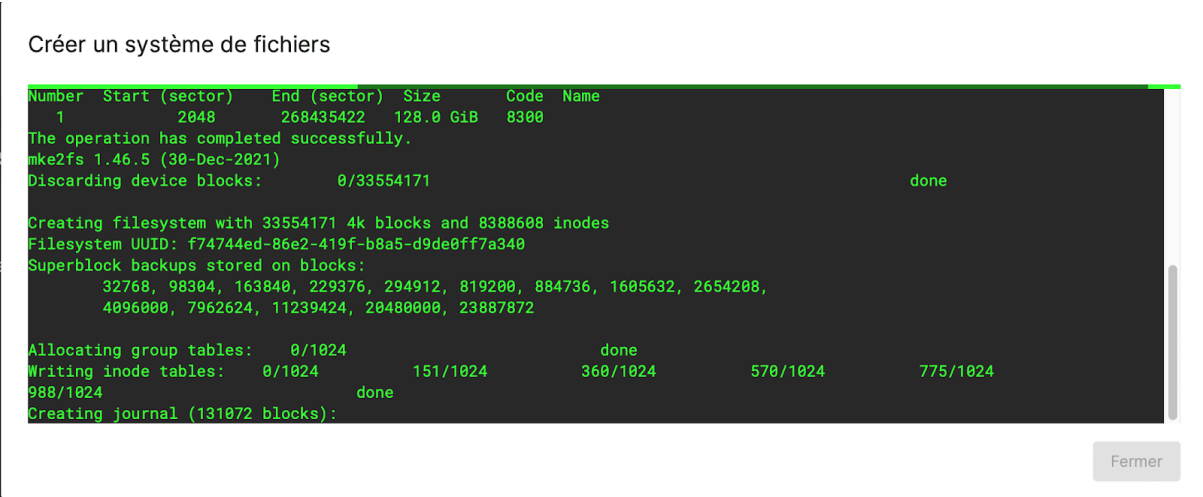 Créer un système de fichiers
Number  Start (sector)    End (sector)  Size       Code  Name
   1            2048       268435422   128.0 GiB   8300
The operation has completed successfully.
mke2fs 1.46.5 (30-Dec-2021)
Discarding device blocks:        0/33554171                                                   done
Creating filesystem with 33554171 4k blocks and 8388608 inodes
Filesystem UUID: f74744ed-86e2-419f-b8a5-d9de0ff7a340
Superblock backups stored on blocks:
        32768, 98304, 163840, 229376, 294912, 819200, 884736, 1605632, 2654208,
        4096000, 7962624, 11239424, 20480000, 23887872
Allocating group tables:    0/1024                           done
Writing inode tables:    0/1024          151/1024          360/1024          570/1024          775/1024
988/1024                           done
Creating journal (131072 blocks):
Fermer